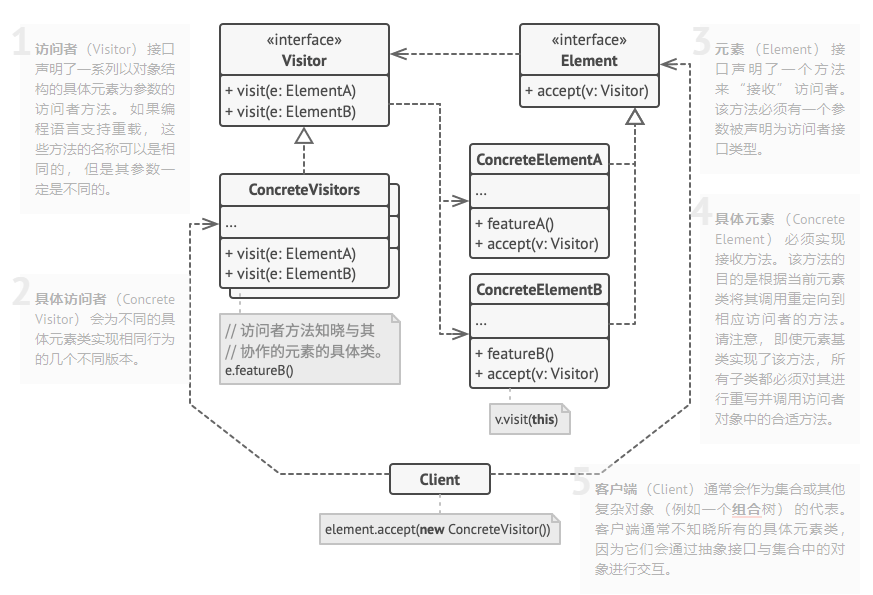 1
访问者 （Visitor） 接口
声明了一系列以对象结
构的具体元素为参数的
访问者方法。 如果编
程语言支持重载， 这
些方法的名称可以是相
同的， 但是其参数一
定是不同的。
«interface»
Visitor
+ visit(e: ElementA)
+ visit(e: ElementB)
«interface»
Element
+ accept(v: Visitor)
3
元素 （Element） 接
口声明了一个方法
来 “接收” 访问者。
该方法必须有一个参
数被声明为访问者接
口类型。
ConcreteVisitors
...
+ visit(e: ElementA)
+ visit(e: ElementB)
ConcreteElementA
...
+ featureA()
+ accept(v: Visitor)
4
具体元素 （Concrete
Element） 必须实现
接收方法。 该方法的
目的是根据当前元素
类将其调用重定向到
相应访问者的方法。
请注意， 即使元素基
类实现了该方法， 所
有子类都必须对其进
行重写并调用访问者
对象中的合适方法。
2
具体访问者 （Concrete
Visitor） 会为不同的具
体元素类实现相同行为
的几个不同版本。
// 访问者方法知晓与其
// 协作的元素的具体类。
e.featureB()
ConcreteElementB
...
+ featureB()
+ accept(v: Visitor)
v.visit(this)
Client
element.accept(new ConcreteVisitor())
5
客户端 （Client） 通常会作为集合或其他
复杂对象 （例如一个组合树） 的代表。
客户端通常不知晓所有的具体元素类，
因为它们会通过抽象接口与集合中的对
象进行交互。